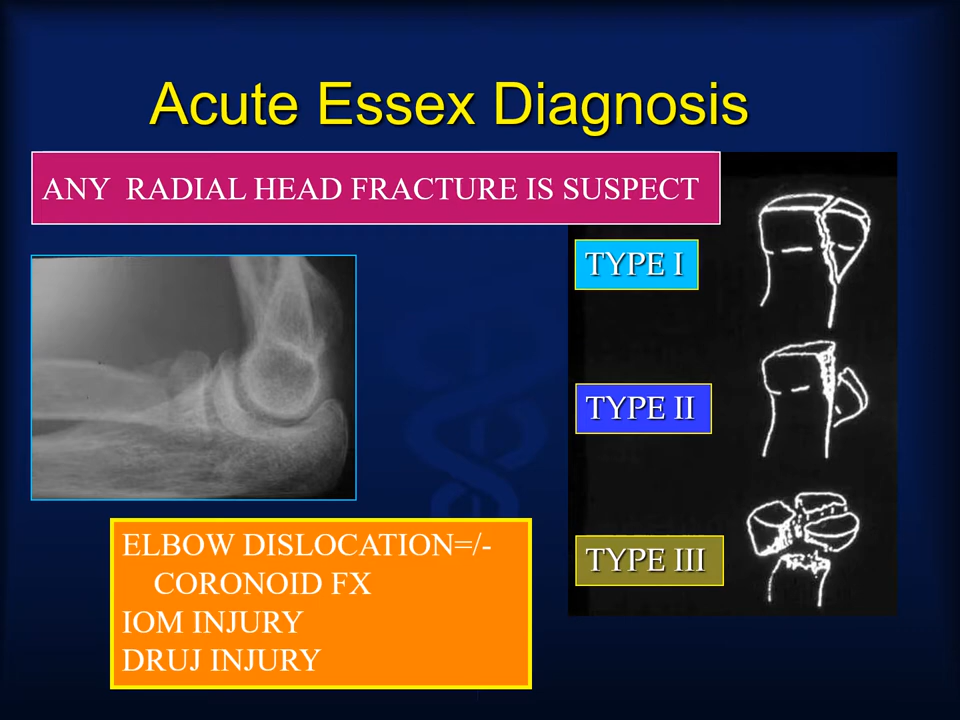 Acute Essex Diagnosis
ANY RADIAL HEAD FRACTURE IS SUSPECT
TYPE I
TYPE II
TYPE III
ELBOW DISLOCATION=/-
CORONOID FX
IOM INJURY
DRUJ INJURY